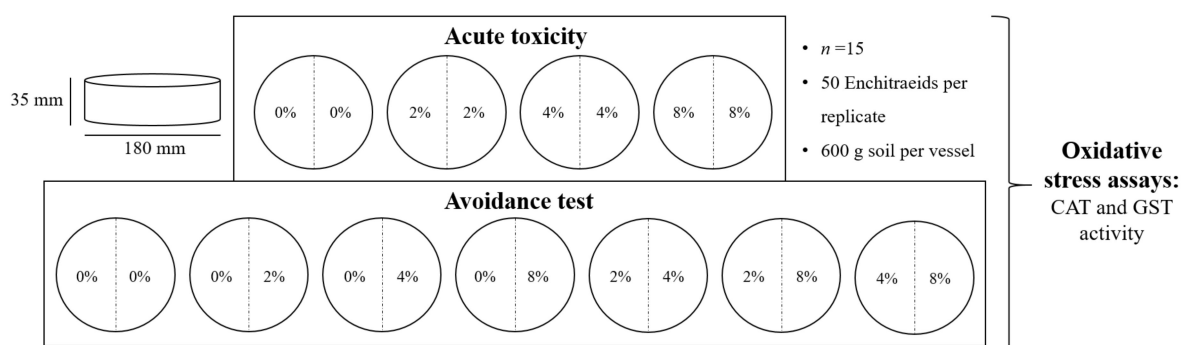 Acute toxicity
35 mm
180 mm
0% 0% 2% 2% 4% 4% 8% 8%
• n =15
• 50 Enchitraeids per
replicate
• 600 g soil per vessel
Avoidance test
0% 0% 0% 2% 0% 4% 0% 8% 2% 4% 2% 8% 4% 8%
Oxidative
stress assays:
CAT and GST
activity